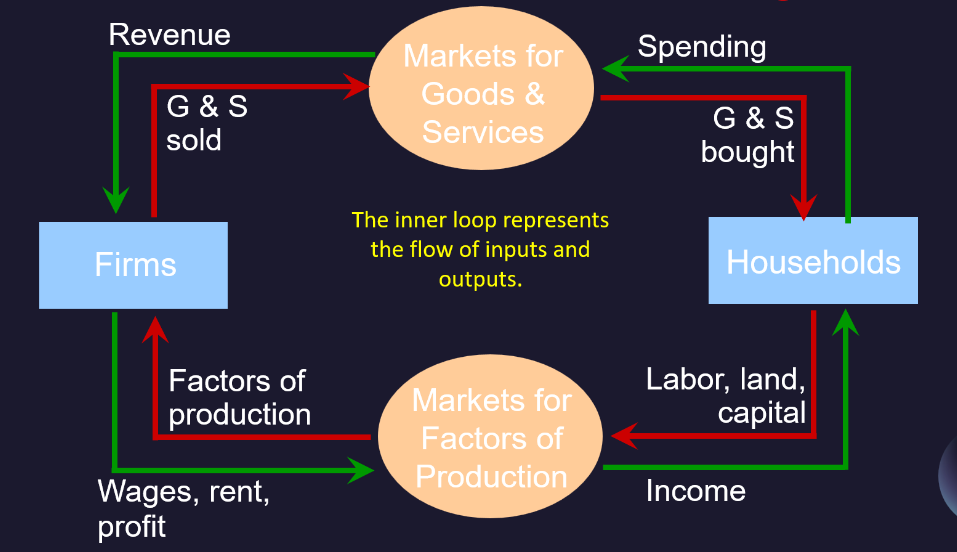 Revenue
Markets for
Goods &
Services
Spending
G & S
sold
G & S
bought
The inner loop represents
the flow of inputs and
outputs.
Firms
Households
Factors of
production
Markets for
Factors of
Production
Labor, land,
capital
Wages, rent,
profit
Income